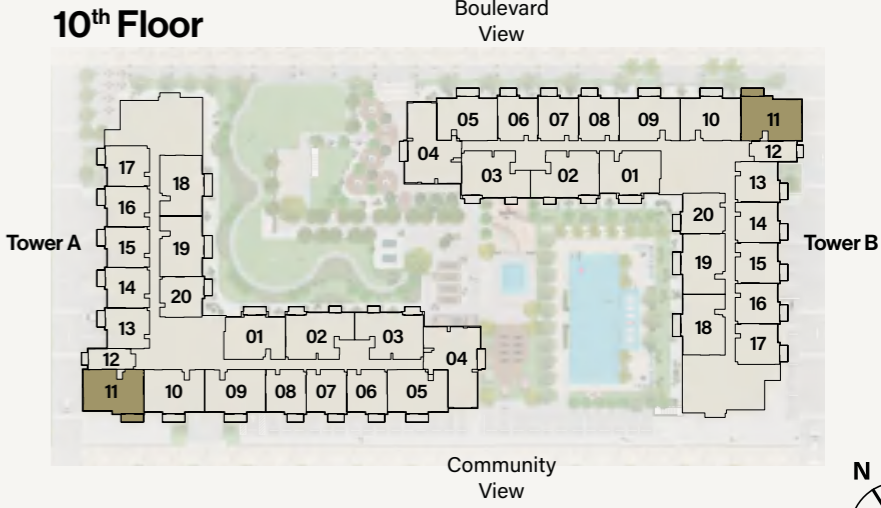 Boulevard
View
10th Floor
05 06 07 08 09 10 11
04
12
03 02 01
17
18
13
16
20
14
Tower A
15
19
19
15
Tower B
14
20
16
13
01 02 03
18
17
12
04
11 10 09 08 07 06 05
Community
View
N